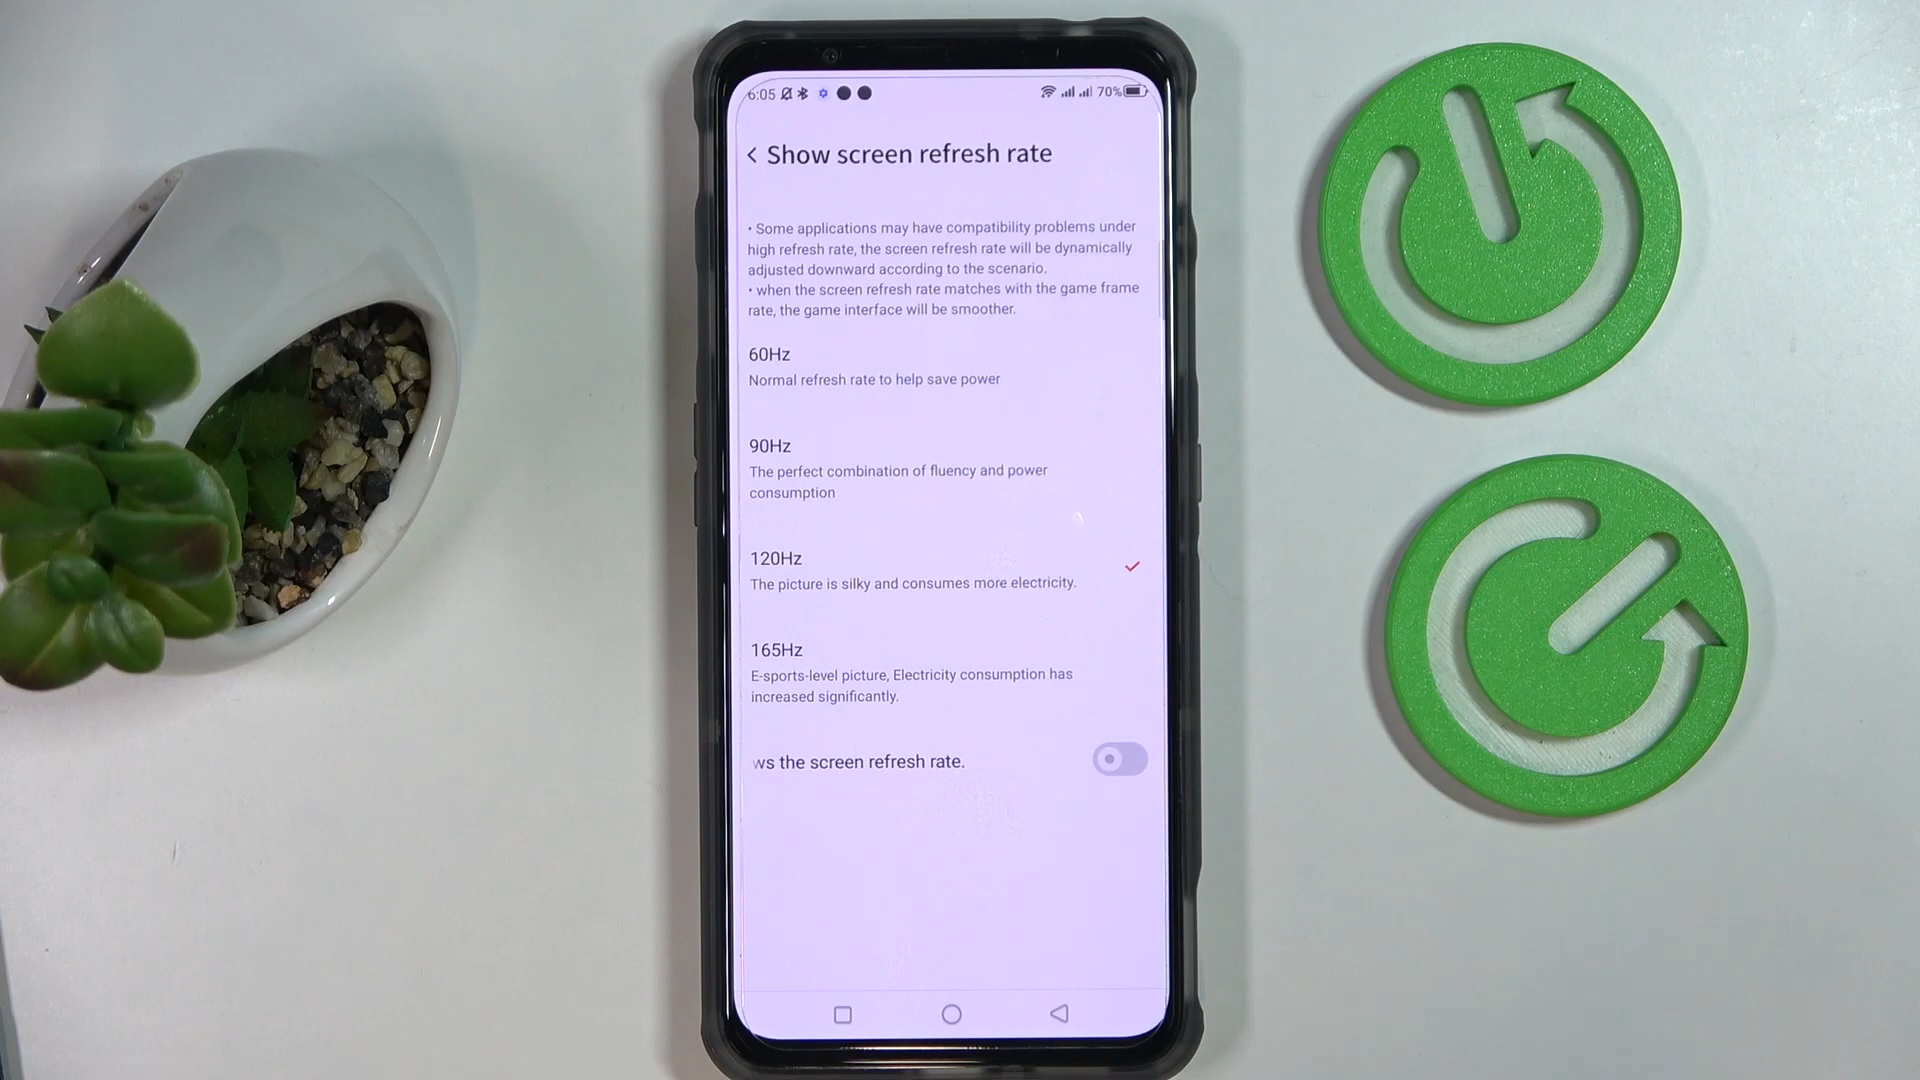 6:05 70%
Show screen refresh rate
• Some applications may have compatibility problems under
high refresh rate, the screen refresh rate will be dynamically
adjusted downward according to the scenario.
• when the screen refresh rate matches with the game frame
rate, the game interface will be smoother.
60Hz
Normal refresh rate to help save power
90Hz
The perfect combination of fluency and power
consumption
120Hz
The picture is silky and consumes more electricity.
165Hz
E-sports-level picture, Electricity consumption has
increased significantly.
ws the screen refresh rate.